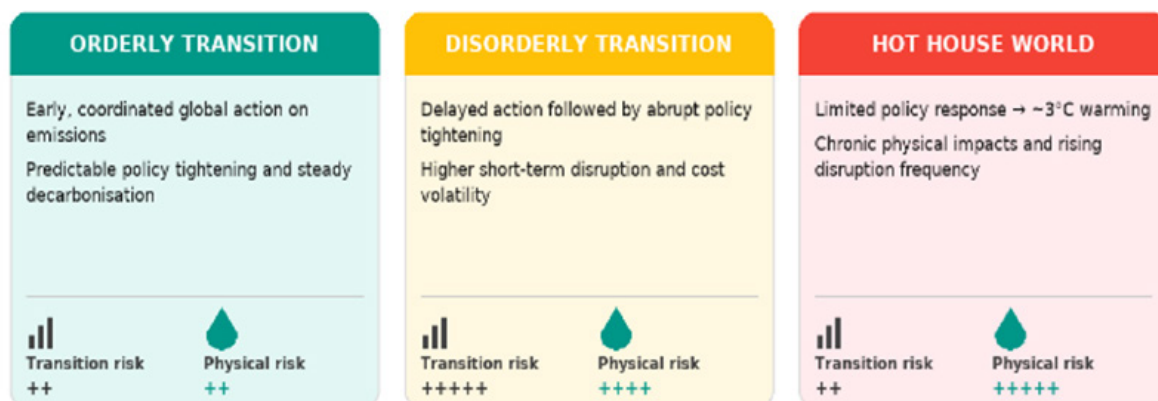 ORDERLY TRANSITION
Early, coordinated global action on
emissions
Predictable policy tightening and steady
decarbonisation
Transition risk
++
Physical risk
++
DISORDERLY TRANSITION
Delayed action followed by abrupt policy
tightening
Higher short-term disruption and cost
volatility
Transition risk
+++++
Physical risk
++++
HOT HOUSE WORLD
Limited policy response → ~3°C warming
Chronic physical impacts and rising
disruption frequency
Transition risk
++
Physical risk
+++++